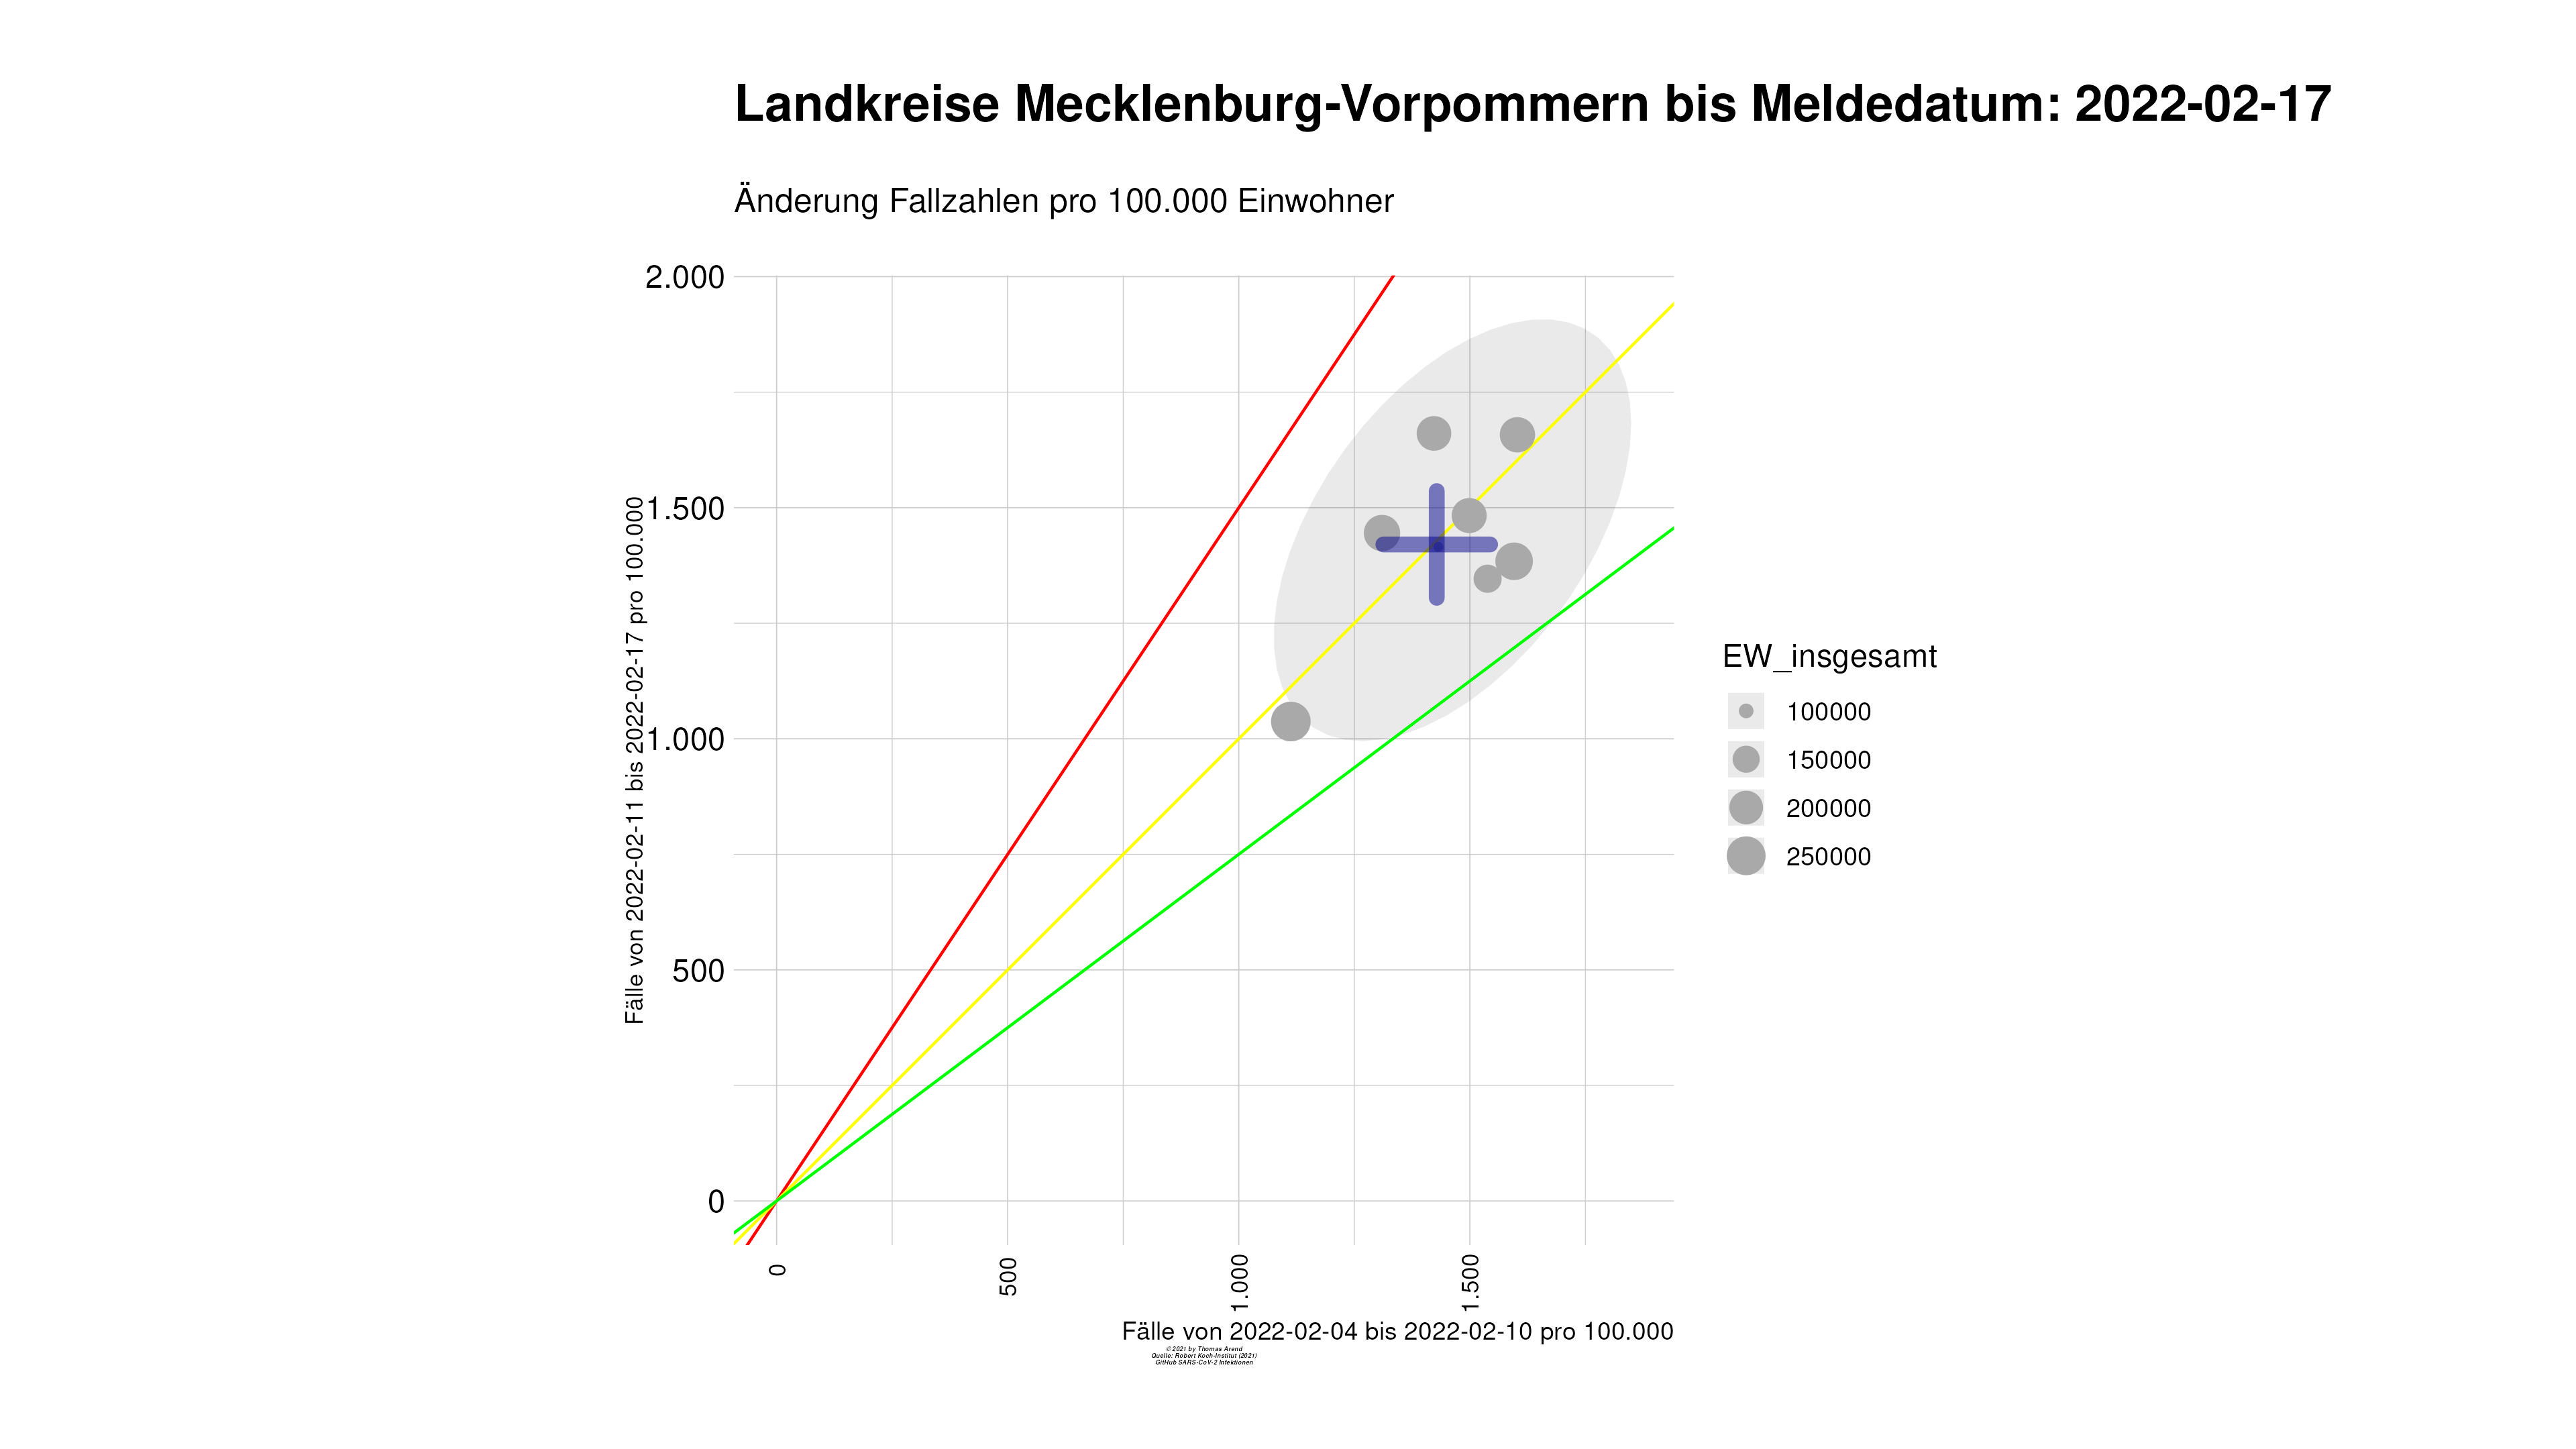 Landkreise Mecklenburg-Vorpommern bis Meldedatum: 2022-02-17
Änderung Fallzahlen pro 100.000 Einwohner
Fälle von 2022-02-11 bis 2022-02-17 pro 100.000
2.000
1.500
1.000
500
0
0
500
1.000
1.500
Fälle von 2022-02-04 bis 2022-02-10 pro 100.000
EW_insgesamt
100000
150000
200000
250000
© 2021 by Thomas Arend
Quelle: Robert Koch-Institut (2021)
GitHub SARS-CoV-2 Infektionen